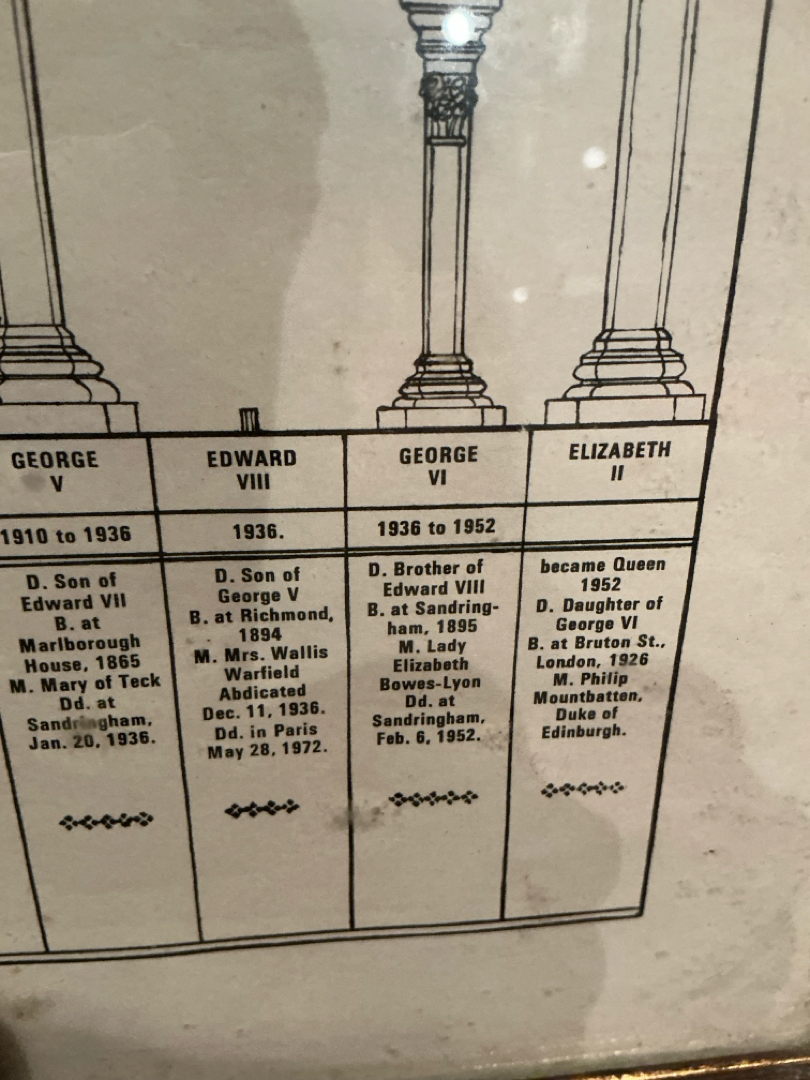 GEORGE
V
1910 to 1936
D. Son of
Edward VII
B. at
Marlborough
House, 1865
M. Mary of Teck
Dd. at
Sandringham,
Jan. 20, 1936.
EDWARD
VIII
1936.
D. Son of
George V
B. at Richmond,
1894
M. Mrs. Wallis
Warfield
Abdicated
Dec. 11, 1936.
Dd. in Paris
May 28, 1972.
GEORGE
VI
1936 to 1952
D. Brother of
Edward VIII
B. at Sandring-
ham, 1895
M. Lady
Elizabeth
Bowes-Lyon
Dd. at
Sandringham,
Feb. 6, 1952.
ELIZABETH
II
became Queen
1952
D. Daughter of
George VI
B. at Bruton St.,
London, 1926
M. Philip
Mountbatten,
Duke of
Edinburgh.